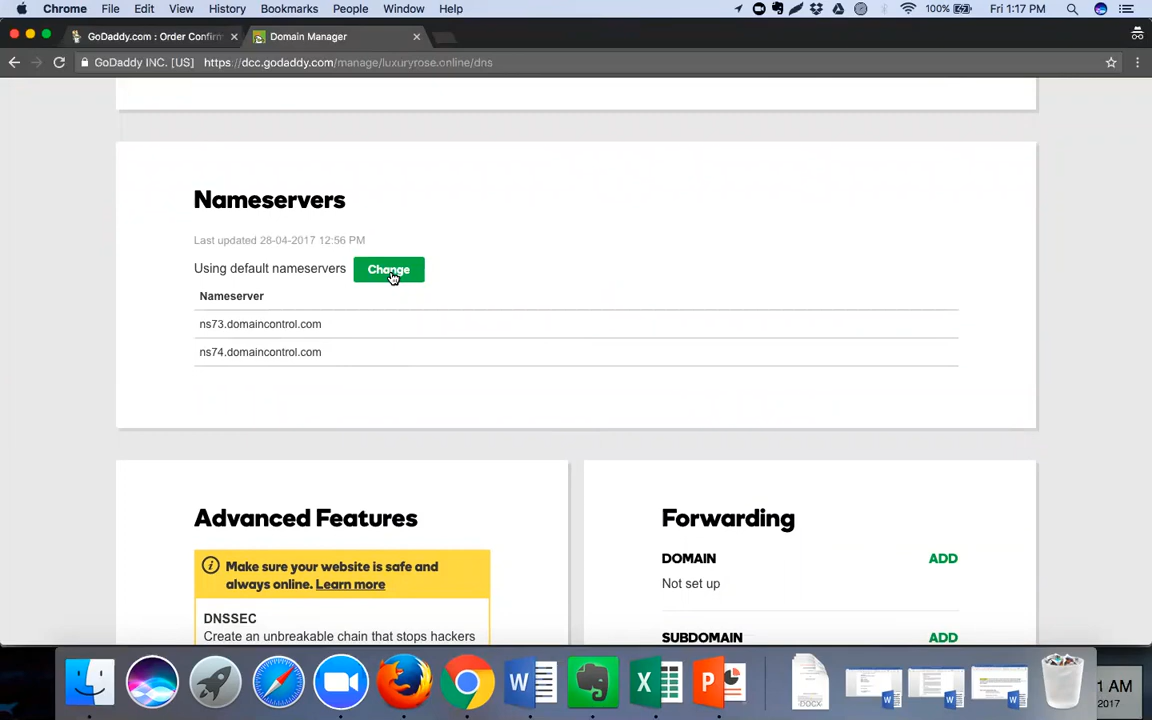 Chrome File Edit View History Bookmarks People Window Help 100% Fri 1:17 PM
GoDaddy.com : Order Confirm Domain Manager
GoDaddy INC. [US] https://dcc.godaddy.com/manage/luxuryrose.online/dns
Nameservers
Last updated 28-04-2017 12:56 PM
Using default nameservers Change
Nameserver
ns73.domaincontrol.com
ns74.domaincontrol.com
Advanced Features
Forwarding
Make sure your website is safe and
always online. Learn more
DOMAIN ADD
Not set up
DNSSEC
Create an unbreakable chain that stops hackers
SUBDOMAIN ADD
W X P
DOCX W W W
1 AM
2017